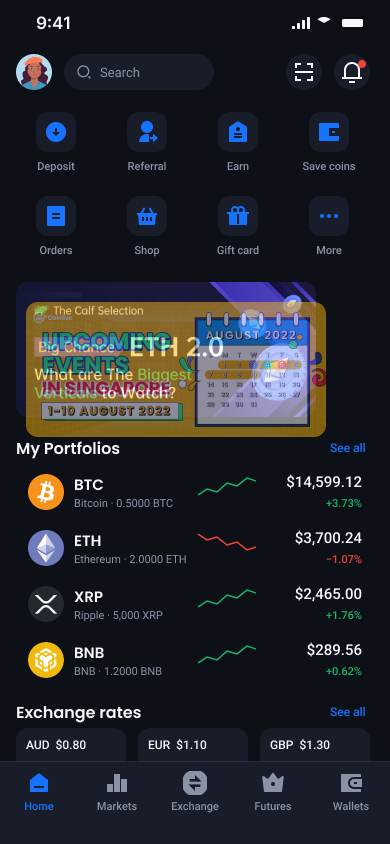 9:41
Search
Deposit
Referral
Earn
Save coins
Orders
Shop
Gift card
More
The Calf Selection
Coindive
UPCOMING
EVENTS
IN SINGAPORE
1-10 AUGUST 2022
Big Chance
ETH 2.0
What are The Biggest
Verticals to Watch?
AUGUST 2022
My Portfolios
See all
BTC
$14,599.12
Bitcoin · 0.5000 BTC
+3.73%
ETH
$3,700.24
Ethereum · 2.0000 ETH
−1.07%
XRP
$2,465.00
Ripple · 5,000 XRP
+1.76%
BNB
$289.56
BNB · 1.2000 BNB
+0.62%
Exchange rates
See all
AUD $0.80
EUR $1.10
GBP $1.30
Home
Markets
Exchange
Futures
Wallets